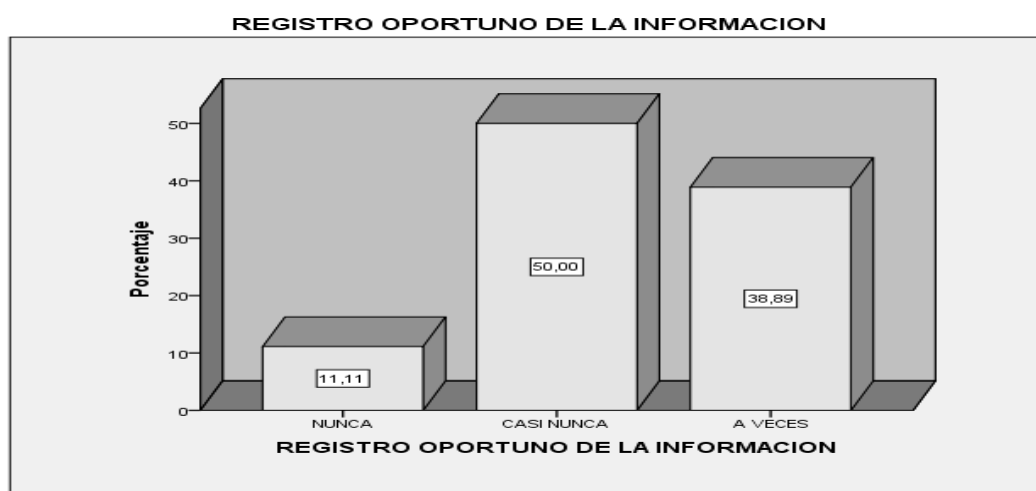 REGISTRO OPORTUNO DE LA INFORMACION
Porcentaje
50
40
30
20
10
0
11,11
50,00
38,89
NUNCA
CASI NUNCA
A VECES
REGISTRO OPORTUNO DE LA INFORMACION